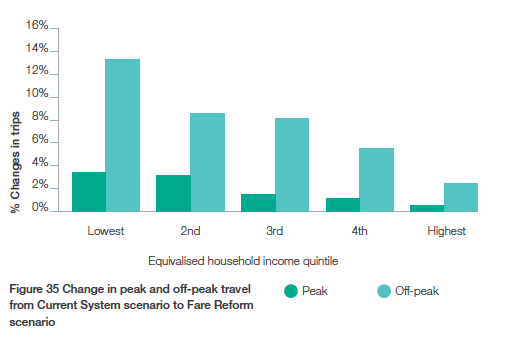 16%
14%
12%
10%
8%
6%
4%
2%
0%
% Changes in trips
Lowest 2nd 3rd 4th Highest
Equivalised household income quintile
Figure 35 Change in peak and off-peak travel
from Current System scenario to Fare Reform
scenario
Peak Off-peak